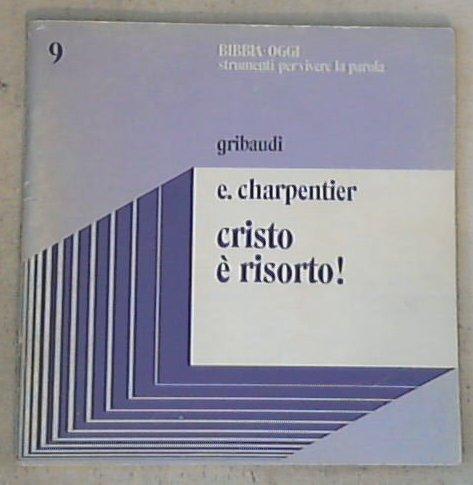 9
BIBBIA·OGGI
strumenti per vivere la parola
gribaudi
e. charpentier
cristo
è risorto!